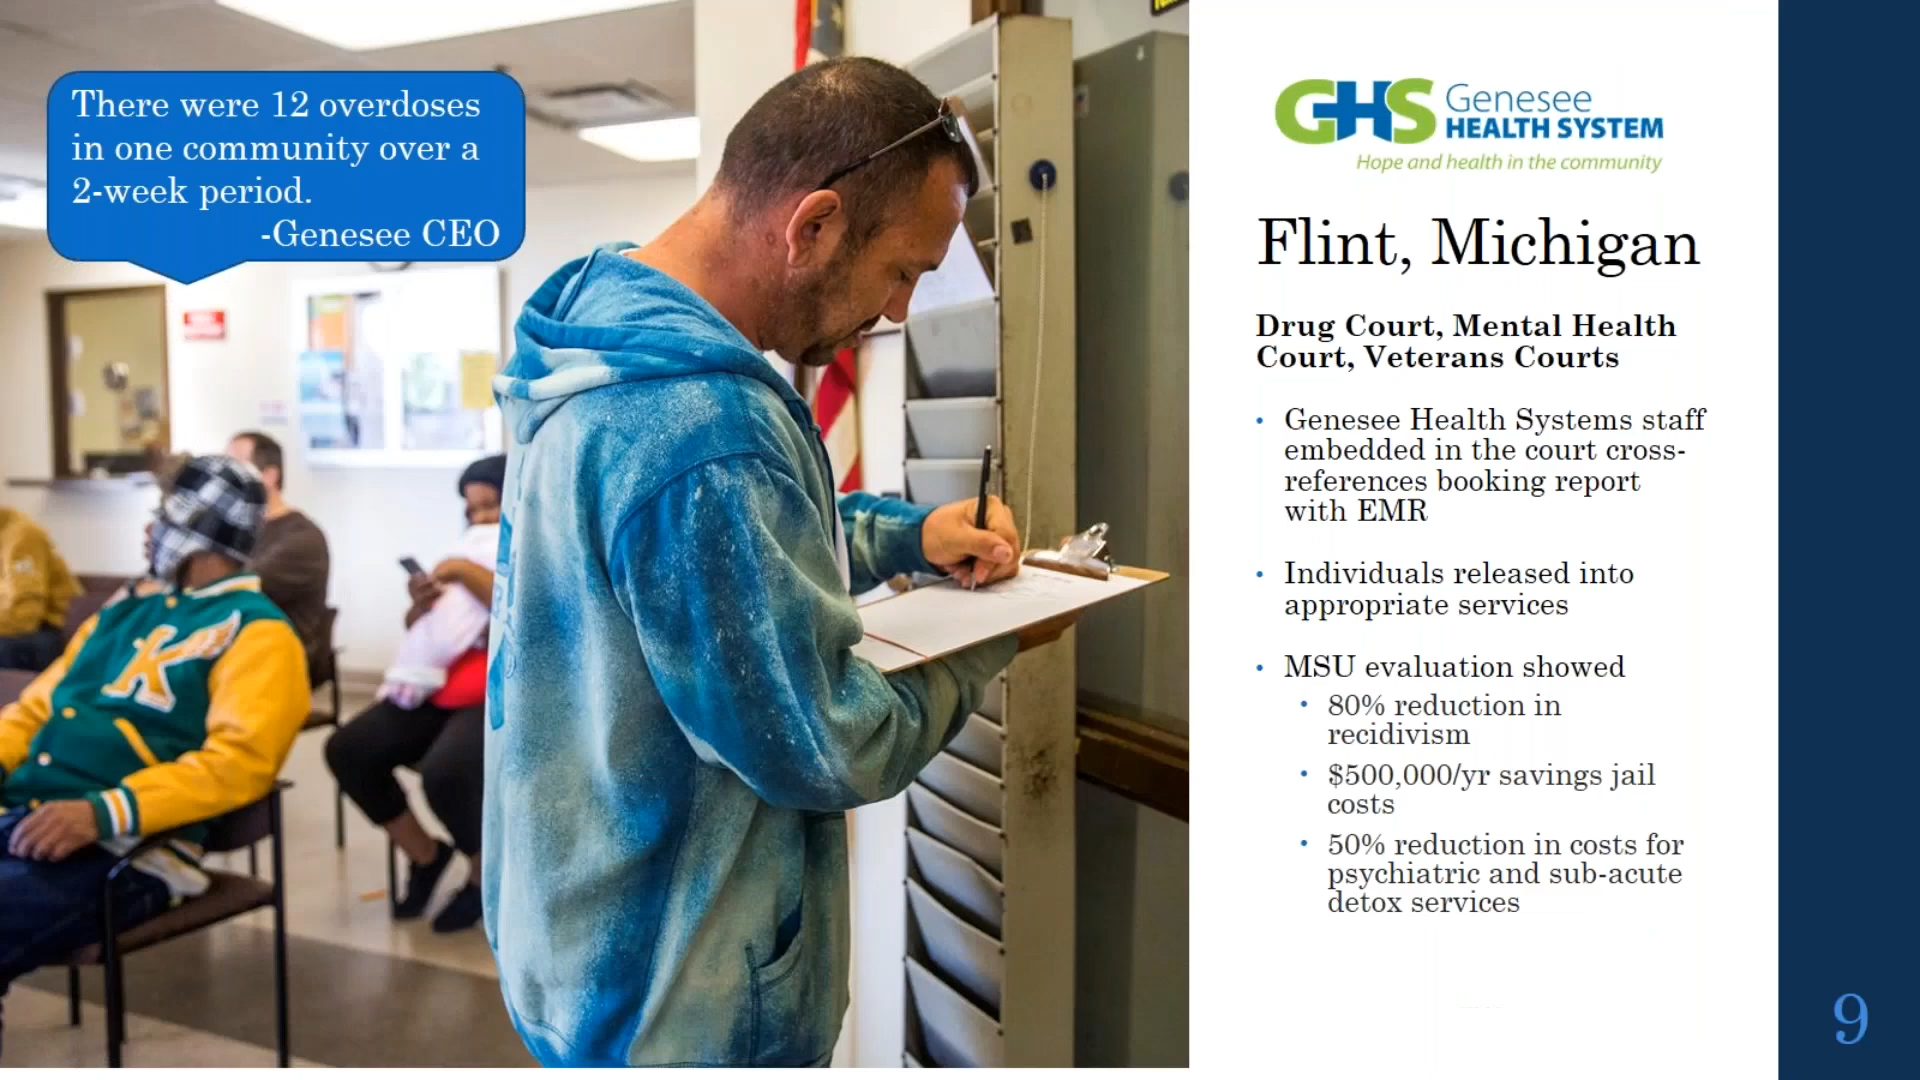 There were 12 overdoses
in one community over a
2-week period.
-Genesee CEO
K
GHS Genesee
HEALTH SYSTEM
Hope and health in the community
Flint, Michigan
Drug Court, Mental Health
Court, Veterans Courts
• Genesee Health Systems staff
embedded in the court cross-
references booking report
with EMR
• Individuals released into
appropriate services
• MSU evaluation showed
• 80% reduction in
recidivism
• $500,000/yr savings jail
costs
• 50% reduction in costs for
psychiatric and sub-acute
detox services
9